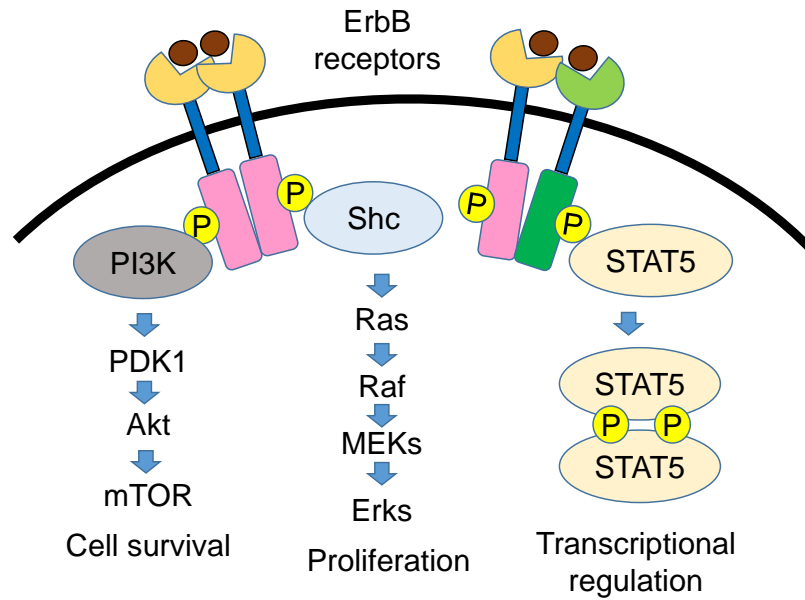 ErbB
receptors
P
P
P
P
PI3K
Shc
STAT5
PDK1
Akt
mTOR
Cell survival
Ras
Raf
MEKs
Erks
Proliferation
STAT5
P
P
STAT5
Transcriptional
regulation